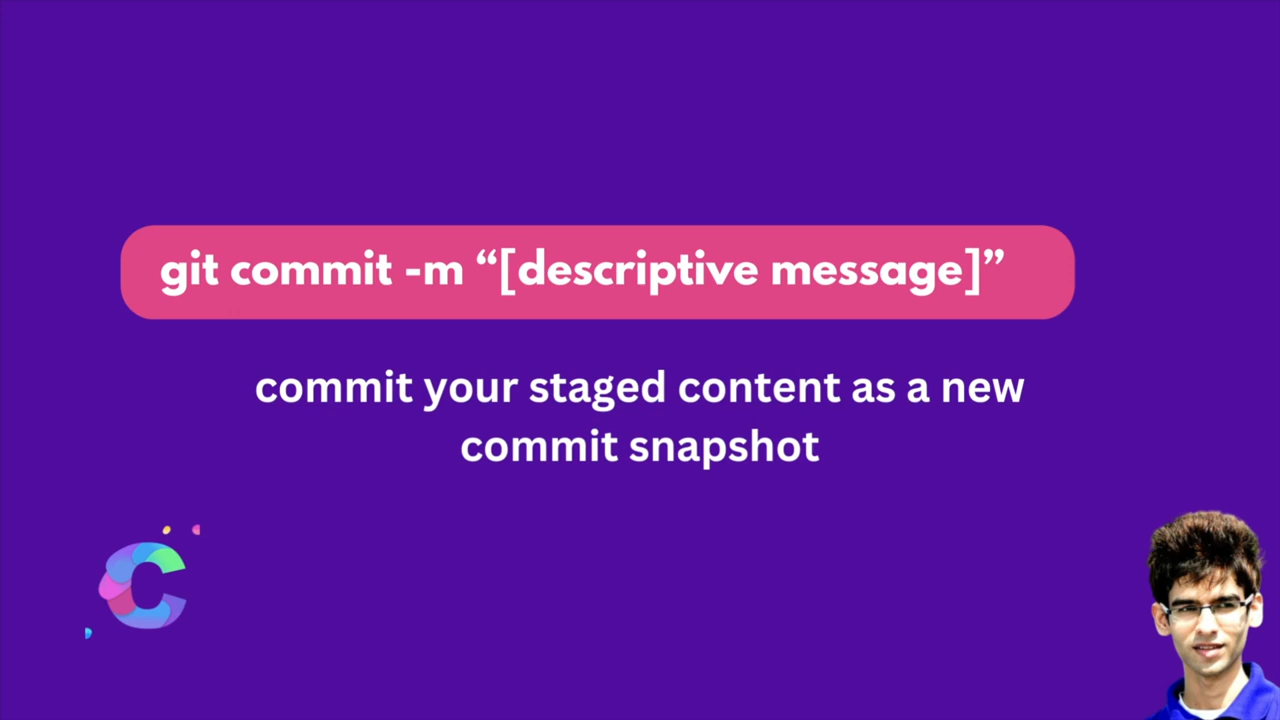 git commit -m “[descriptive message]”
commit your staged content as a new
commit snapshot
C